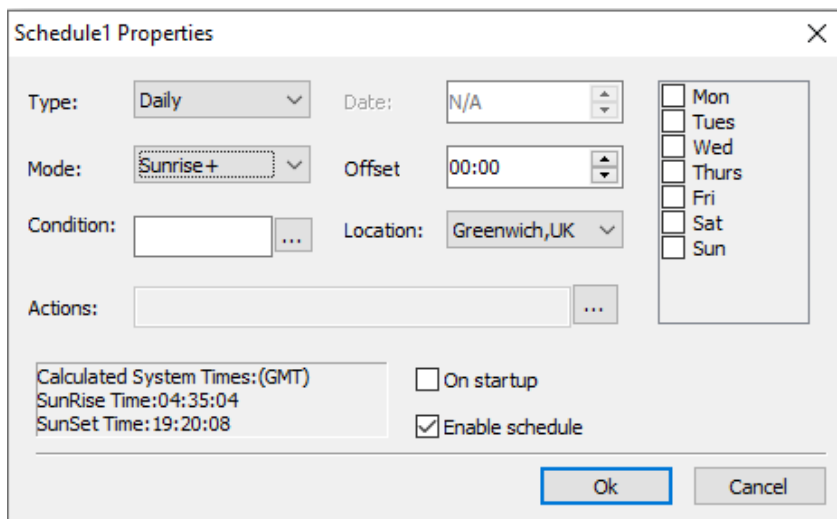 Schedule1 Properties
Type: Daily Date: N/A
Mode: Sunrise+ Offset 00:00
Condition: ... Location: Greenwich,UK
Actions: ...
Mon
Tues
Wed
Thurs
Fri
Sat
Sun
Calculated System Times:(GMT)
SunRise Time:04:35:04
SunSet Time:19:20:08
On startup
Enable schedule
Ok Cancel